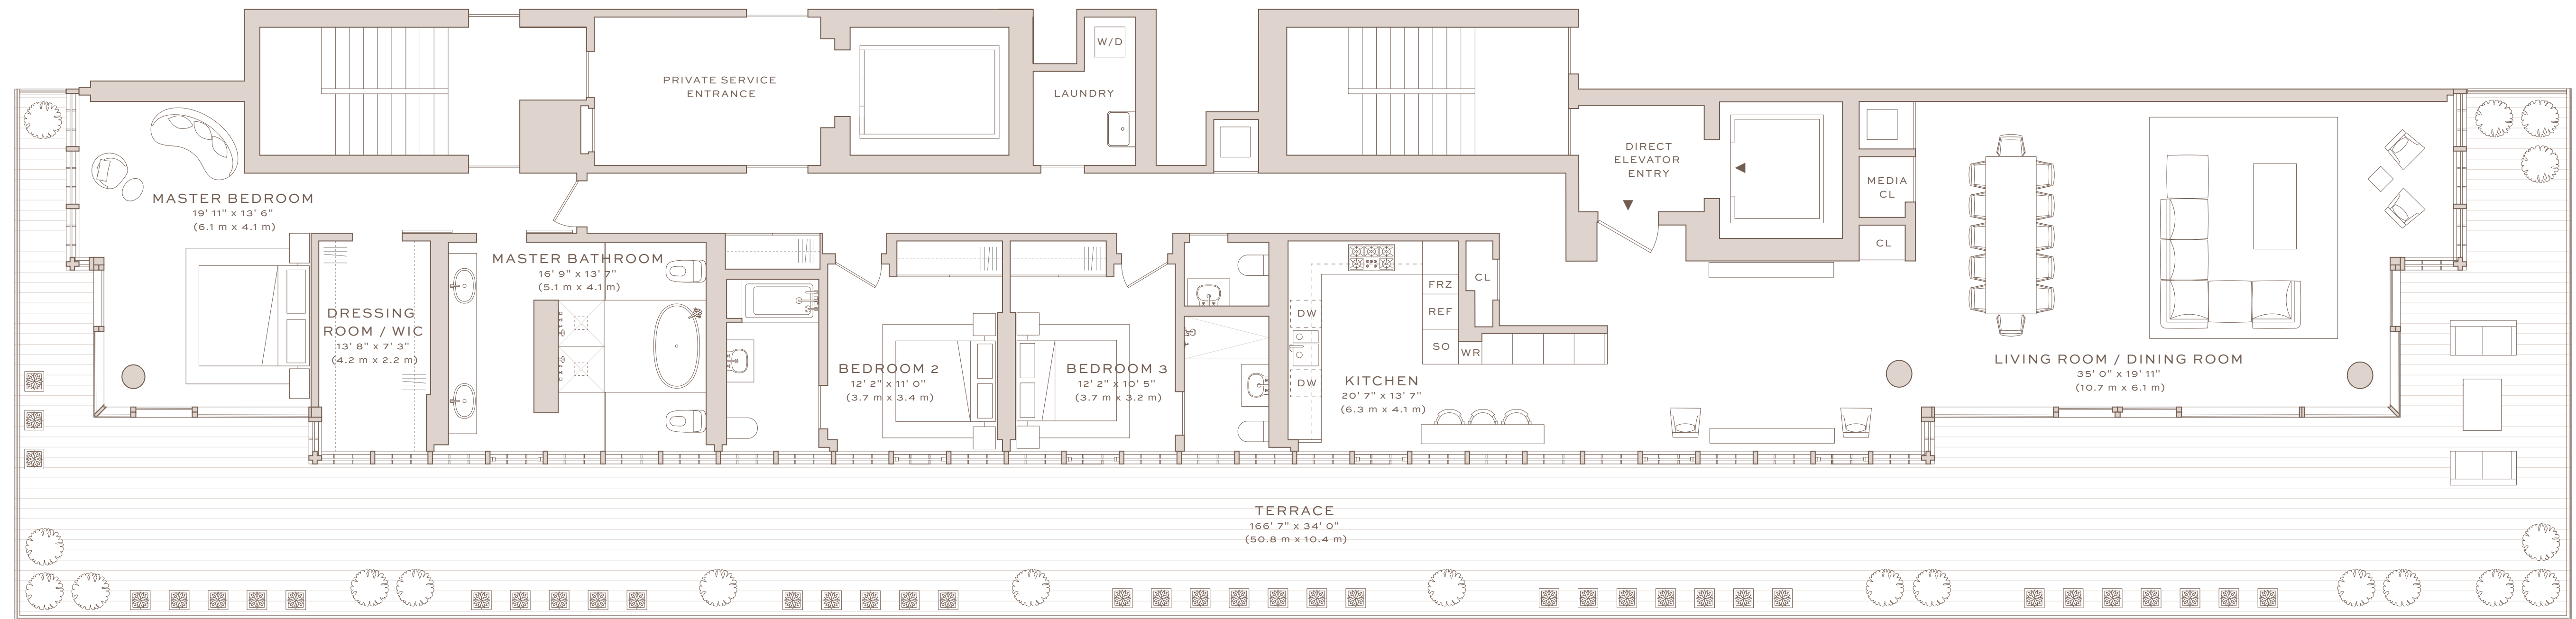 W/D
PRIVATE SERVICE
ENTRANCE
LAUNDRY
DIRECT
ELEVATOR
ENTRY
MEDIA
CL
CL
MASTER BEDROOM
19' 11" x 13' 6"
(6.1 m x 4.1 m)
MASTER BATHROOM
16' 9" x 13' 7"
(5.1 m x 4.1 m)
DRESSING
ROOM / WIC
13' 8" x 7' 3"
(4.2 m x 2.2 m)
BEDROOM 2
12' 2" x 11' 0"
(3.7 m x 3.4 m)
BEDROOM 3
12' 2" x 10' 5"
(3.7 m x 3.2 m)
DW
DW
FRZ
REF
SO
CL
WR
KITCHEN
20' 7" x 13' 7"
(6.3 m x 4.1 m)
LIVING ROOM / DINING ROOM
35' 0" x 19' 11"
(10.7 m x 6.1 m)
TERRACE
166' 7" x 34' 0"
(50.8 m x 10.4 m)